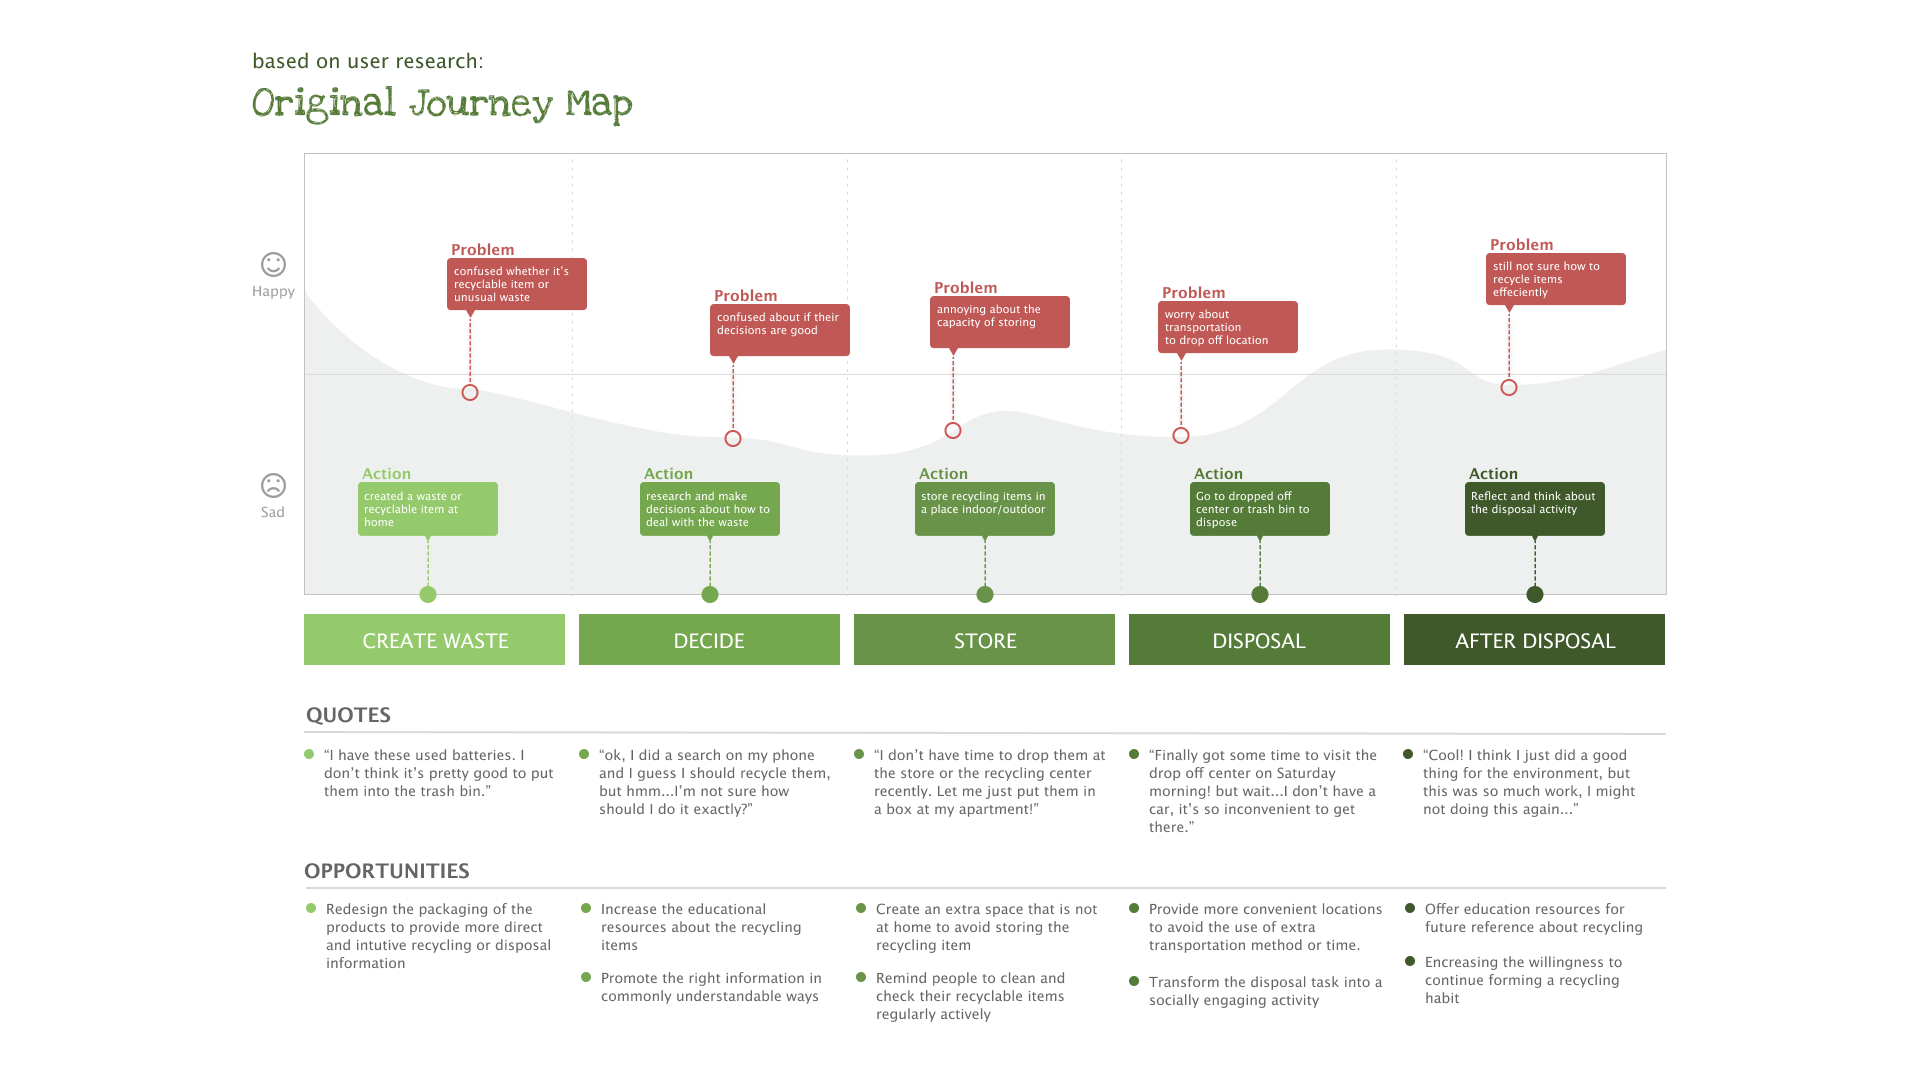 based on user research:
Original Journey Map
Happy
Sad
Problem
confused whether it’s
recyclable item or
unusual waste
Problem
confused about if their
decisions are good
Problem
annoying about the
capacity of storing
Problem
worry about
transportation
to drop off location
Problem
still not sure how to
recycle items
effeciently
Action
created a waste or
recyclable item at
home
Action
research and make
decisions about how to
deal with the waste
Action
store recycling items in
a place indoor/outdoor
Action
Go to dropped off
center or trash bin to
dispose
Action
Reflect and think about
the disposal activity
CREATE WASTE
DECIDE
STORE
DISPOSAL
AFTER DISPOSAL
QUOTES
“I have these used batteries. I
don’t think it’s pretty good to put
them into the trash bin.”
“ok, I did a search on my phone
and I guess I should recycle them,
but hmm...I’m not sure how
should I do it exactly?”
“I don’t have time to drop them at
the store or the recycling center
recently. Let me just put them in
a box at my apartment!”
“Finally got some time to visit the
drop off center on Saturday
morning! but wait...I don’t have a
car, it’s so inconvenient to get
there.”
“Cool! I think I just did a good
thing for the environment, but
this was so much work, I might
not doing this again...”
OPPORTUNITIES
Redesign the packaging of the
products to provide more direct
and intutive recycling or disposal
information
Increase the educational
resources about the recycling
items
Promote the right information in
commonly understandable ways
Create an extra space that is not
at home to avoid storing the
recycling item
Remind people to clean and
check their recyclable items
regularly actively
Provide more convenient locations
to avoid the use of extra
transportation method or time.
Transform the disposal task into a
socially engaging activity
Offer education resources for
future reference about recycling
Encreasing the willingness to
continue forming a recycling
habit